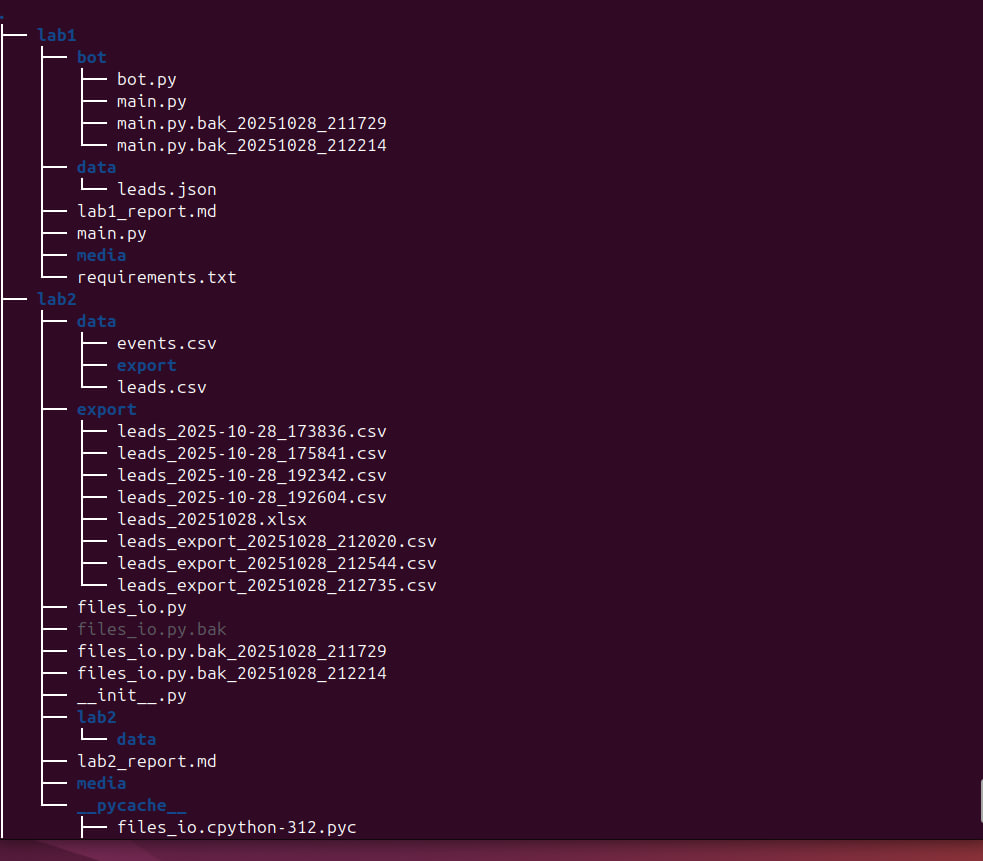 .
├── lab1
│   ├── bot
│   │   ├── bot.py
│   │   ├── main.py
│   │   ├── main.py.bak_20251028_211729
│   │   └── main.py.bak_20251028_212214
│   ├── data
│   │   └── leads.json
│   ├── lab1_report.md
│   ├── main.py
│   ├── media
│   └── requirements.txt
├── lab2
│   ├── data
│   │   ├── events.csv
│   │   ├── export
│   │   └── leads.csv
│   ├── export
│   │   ├── leads_2025-10-28_173836.csv
│   │   ├── leads_2025-10-28_175841.csv
│   │   ├── leads_2025-10-28_192342.csv
│   │   ├── leads_2025-10-28_192604.csv
│   │   ├── leads_20251028.xlsx
│   │   ├── leads_export_20251028_212020.csv
│   │   ├── leads_export_20251028_212544.csv
│   │   └── leads_export_20251028_212735.csv
│   ├── files_io.py
│   ├── files_io.py.bak
│   ├── files_io.py.bak_20251028_211729
│   ├── files_io.py.bak_20251028_212214
│   ├── __init__.py
│   ├── lab2
│   │   └── data
│   ├── lab2_report.md
│   ├── media
│   └── __pycache__
│       ├── files_io.cpython-312.pyc